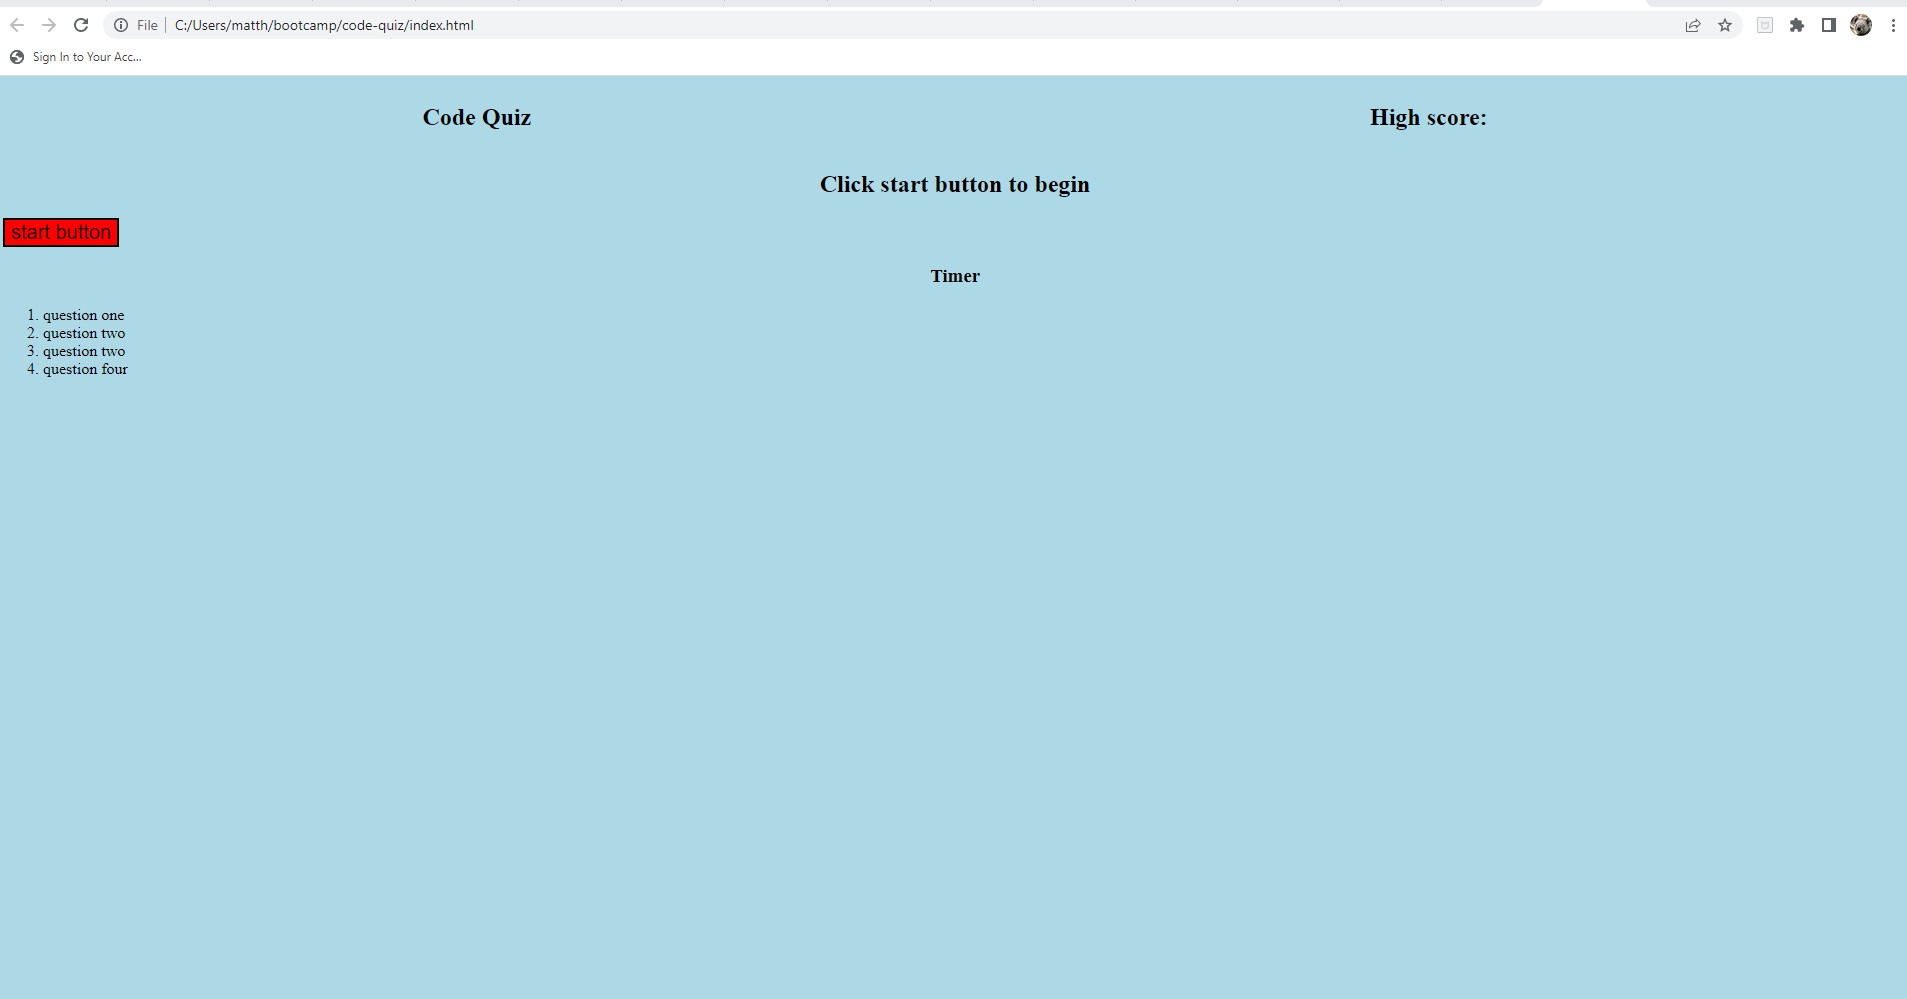 File C:/Users/matth/bootcamp/code-quiz/index.html
Sign In to Your Acc...
Code Quiz High score:
Click start button to begin
start button
Timer
1. question one
2. question two
3. question two
4. question four